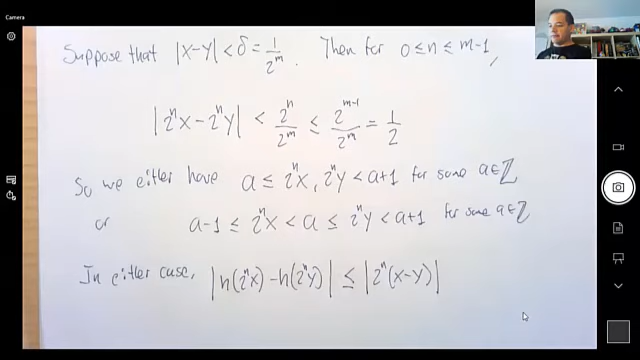 Camera
Suppose that |x-y| < δ = 1/2^m. Then for 0 ≤ n ≤ m-1,
|2^n x - 2^n y| < 2^n/2^m ≤ 2^(m-1)/2^m = 1/2
So we either have a ≤ 2^n x, 2^n y < a+1 for some a∈ℤ
or a-1 ≤ 2^n x < a ≤ 2^n y < a+1 for some a∈ℤ
In either case, |h(2^n x) - h(2^n y)| ≤ |2^n (x-y)|